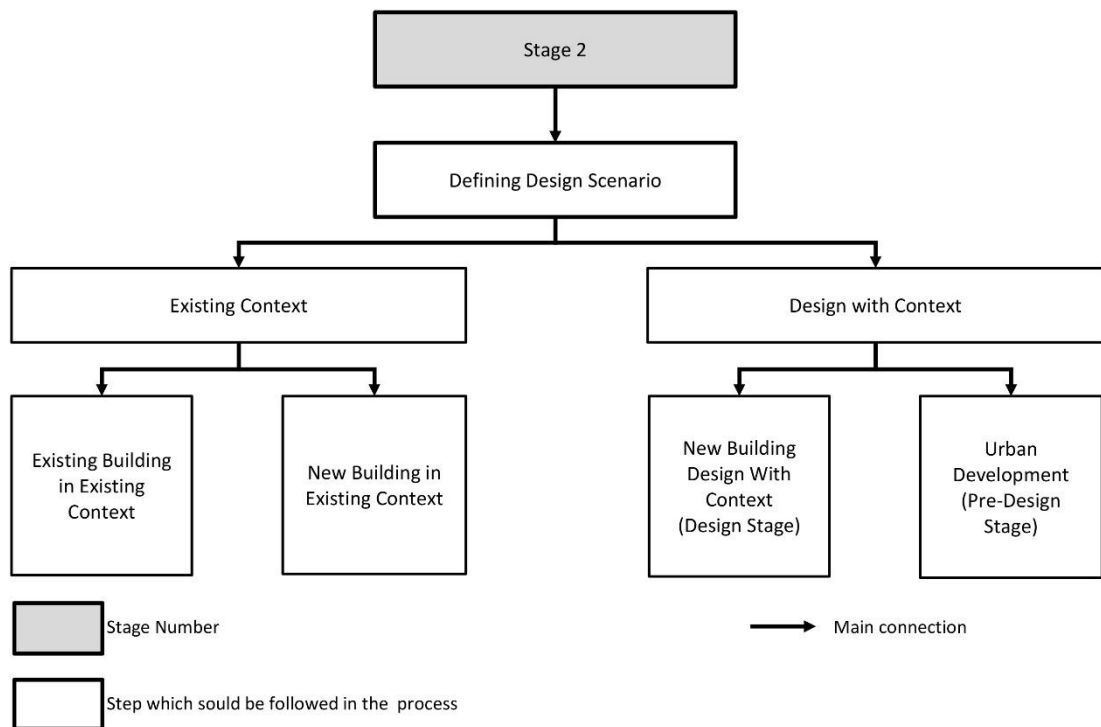 Stage 2
Defining Design Scenario
Existing Context
Design with Context
Existing Building
in Existing
Context
New Building in
Existing Context
New Building
Design With
Context
(Design Stage)
Urban
Development
(Pre-Design
Stage)
Stage Number
Main connection
Step which sould be followed in the process